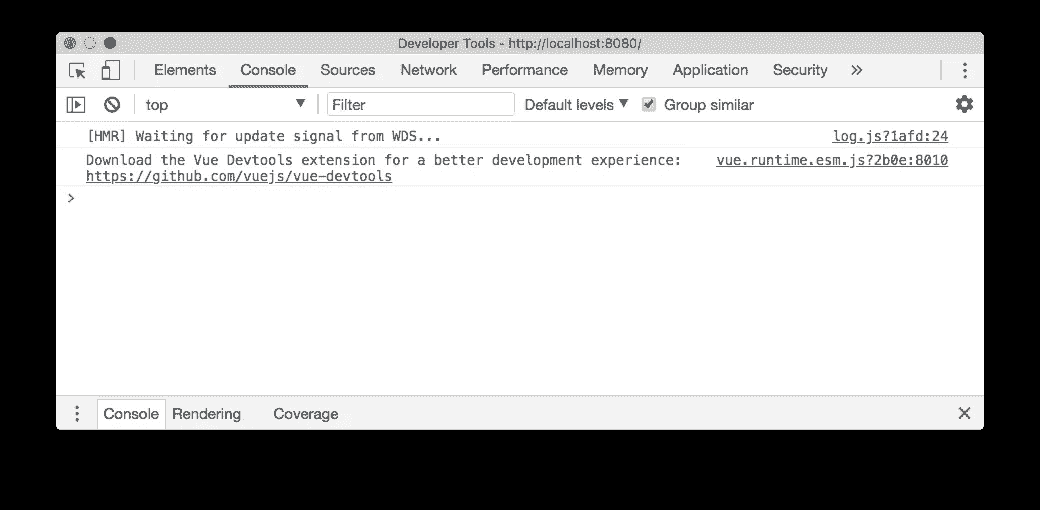 Developer Tools - http://localhost:8080/
Elements Console Sources Network Performance Memory Application Security »
top Filter Default levels Group similar
[HMR] Waiting for update signal from WDS... log.js?1afd:24
Download the Vue Devtools extension for a better development experience: vue.runtime.esm.js?2b0e:8010
https://github.com/vuejs/vue-devtools
>
Console Rendering Coverage